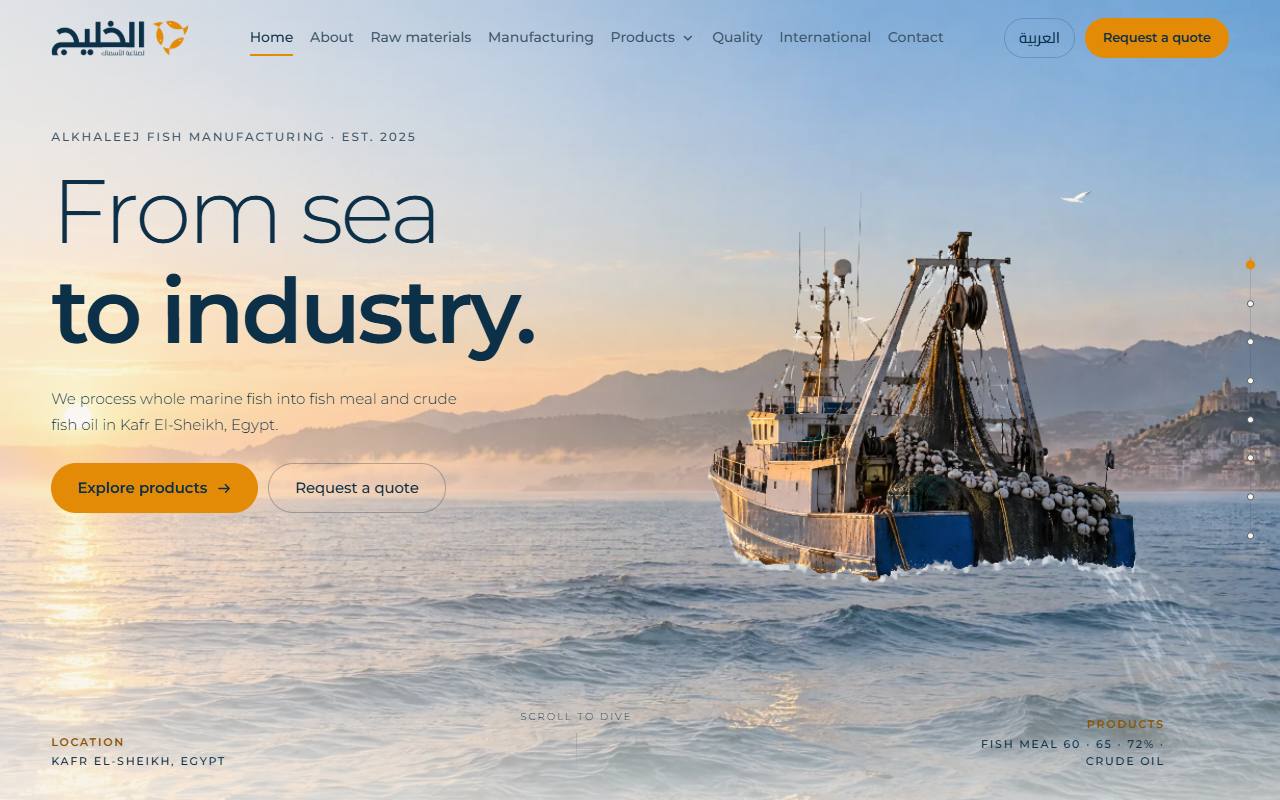 الخليج
لصناعة الأسماك
Home About Raw materials Manufacturing Products Quality International Contact
العربية
Request a quote
ALKHALEEJ FISH MANUFACTURING · EST. 2025
From sea
to industry.
We process whole marine fish into fish meal and crude
fish oil in Kafr El-Sheikh, Egypt.
Explore products →
Request a quote
SCROLL TO DIVE
LOCATION
KAFR EL-SHEIKH, EGYPT
PRODUCTS
FISH MEAL 60 · 65 · 72% ·
CRUDE OIL